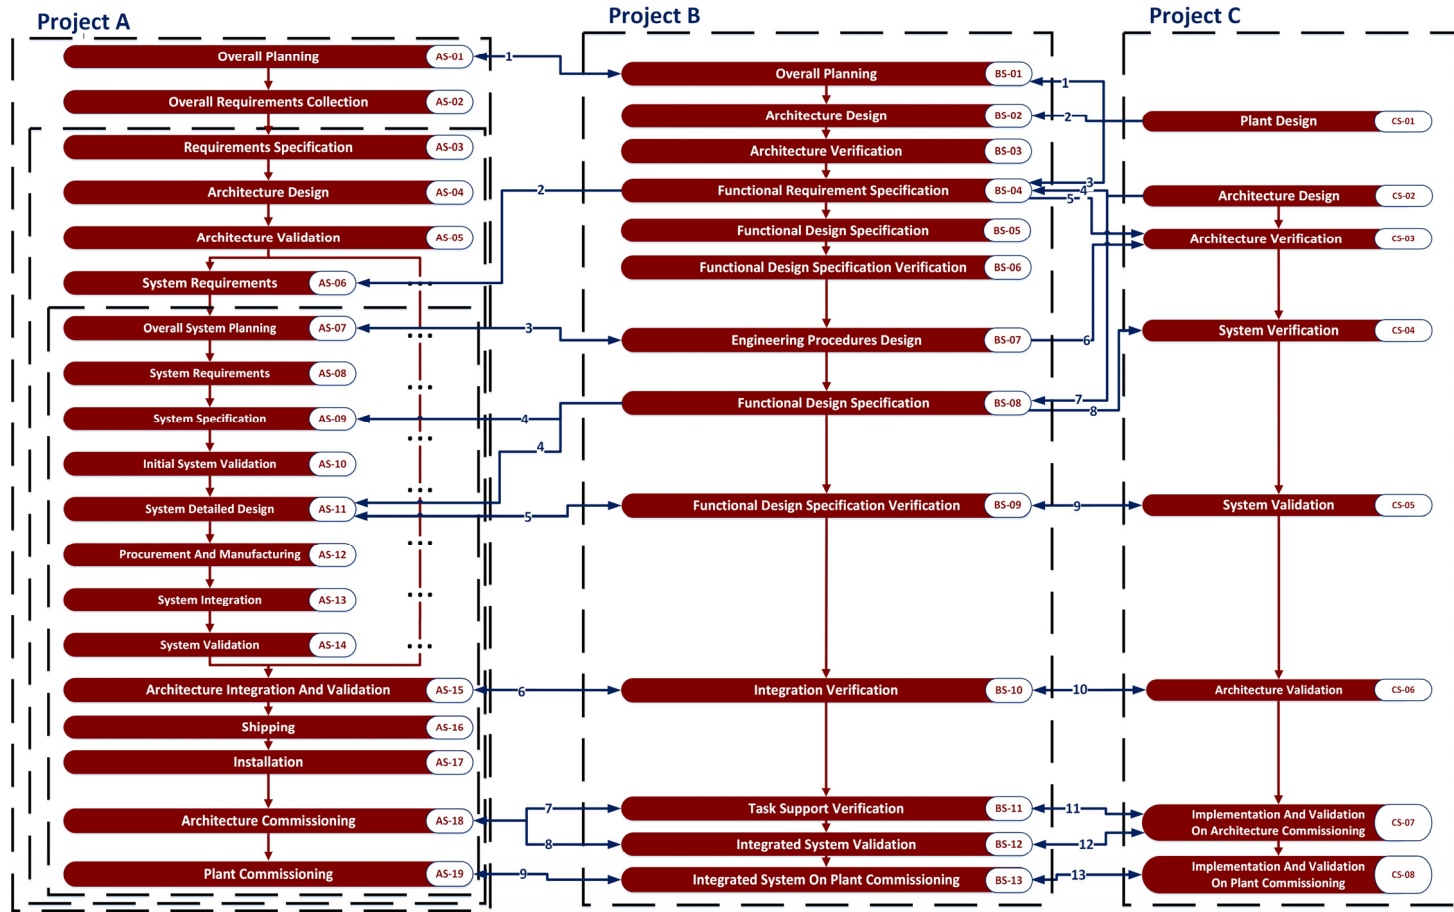 Project A
Overall Planning AS-01
Overall Requirements Collection AS-02
Requirements Specification AS-03
Architecture Design AS-04
Architecture Validation AS-05
System Requirements AS-06
Overall System Planning AS-07
System Requirements AS-08
System Specification AS-09
Initial System Validation AS-10
System Detailed Design AS-11
Procurement And Manufacturing AS-12
System Integration AS-13
System Validation AS-14
Architecture Integration And Validation AS-15
Shipping AS-16
Installation AS-17
Architecture Commissioning AS-18
Plant Commissioning AS-19
1
2
3
4
4
5
6
7
8
9
Project B
Overall Planning BS-01
Architecture Design BS-02
Architecture Verification BS-03
Functional Requirement Specification BS-04
Functional Design Specification BS-05
Functional Design Specification Verification BS-06
Engineering Procedures Design BS-07
Functional Design Specification BS-08
Functional Design Specification Verification BS-09
Integration Verification BS-10
Task Support Verification BS-11
Integrated System Validation BS-12
Integrated System On Plant Commissioning BS-13
1
2
3
4
5
6
7
8
9
10
11
12
13
Project C
Plant Design CS-01
Architecture Design CS-02
Architecture Verification CS-03
System Verification CS-04
System Validation CS-05
Architecture Validation CS-06
Implementation And Validation
On Architecture Commissioning CS-07
Implementation And Validation
On Plant Commissioning CS-08